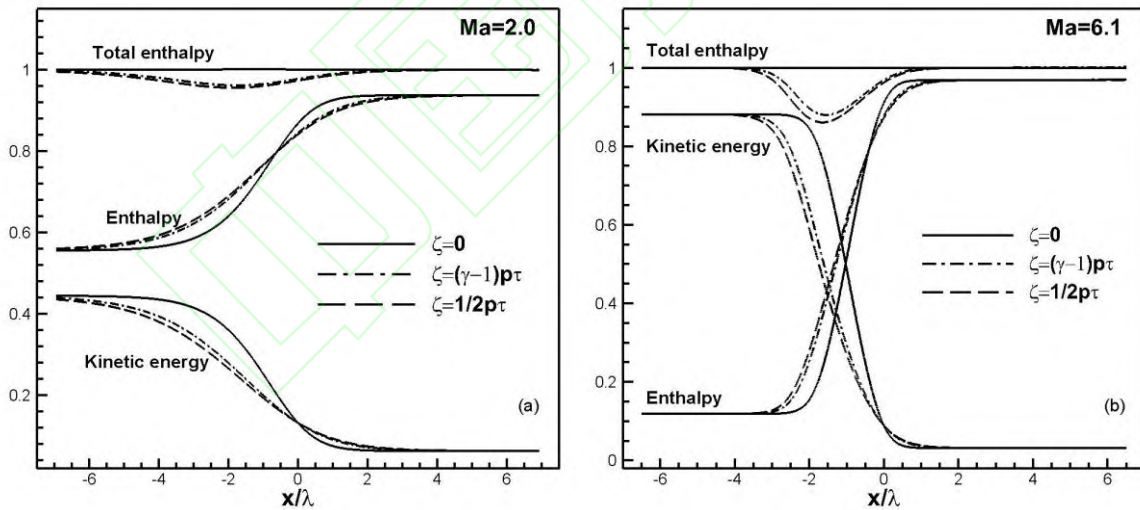 Ma=2.0
Total enthalpy
1
0.8
Enthalpy
0.6
0.4
Kinetic energy
0.2
ζ=0
ζ=(γ−1)pτ
ζ=1/2pτ
(a)
-6 -4 -2 0 2 4 6
x/λ
Ma=6.1
Total enthalpy
1
Kinetic energy
0.8
0.6
0.4
0.2
Enthalpy
0
ζ=0
ζ=(γ−1)pτ
ζ=1/2pτ
(b)
-6 -4 -2 0 2 4 6
x/λ